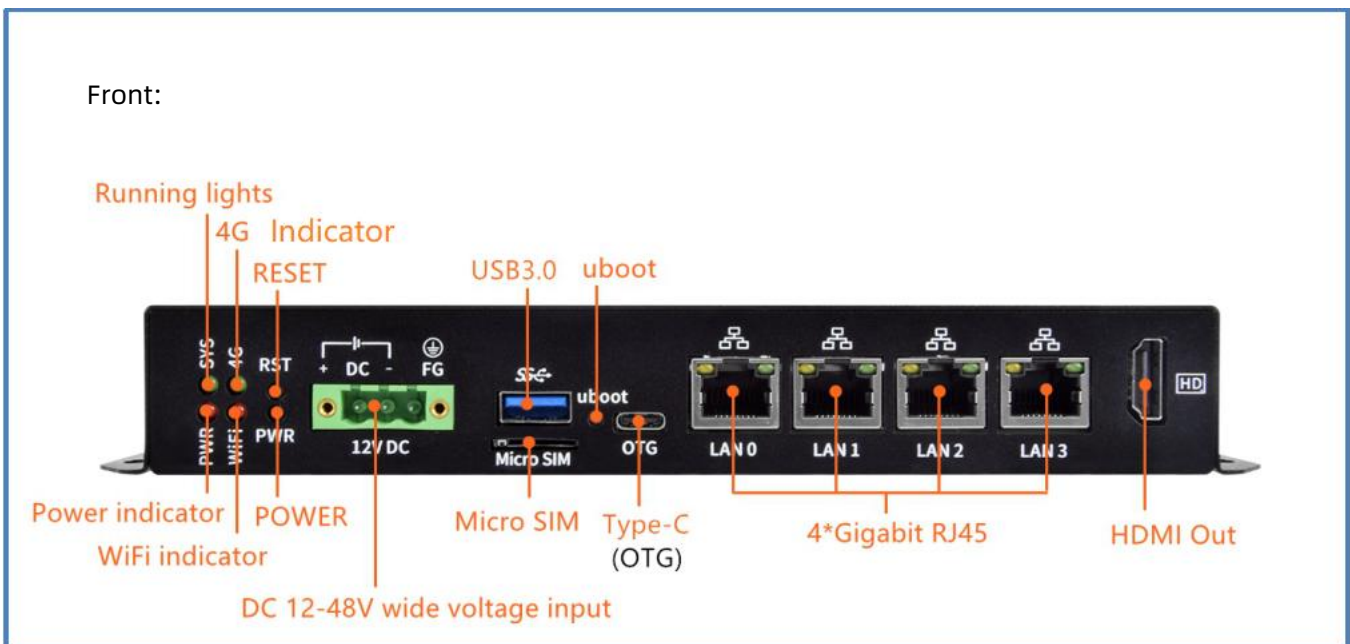 Front:
Running lights
4G Indicator
RESET
USB3.0 uboot
SYS 4G RST
+ DC - FG
SS
uboot
HD
PWR WiFi PWR
12V DC
Micro SIM
OTG
LAN 0 LAN 1 LAN 2 LAN 3
Power indicator POWER
WiFi indicator
Micro SIM Type-C
(OTG)
4*Gigabit RJ45
HDMI Out
DC 12-48V wide voltage input